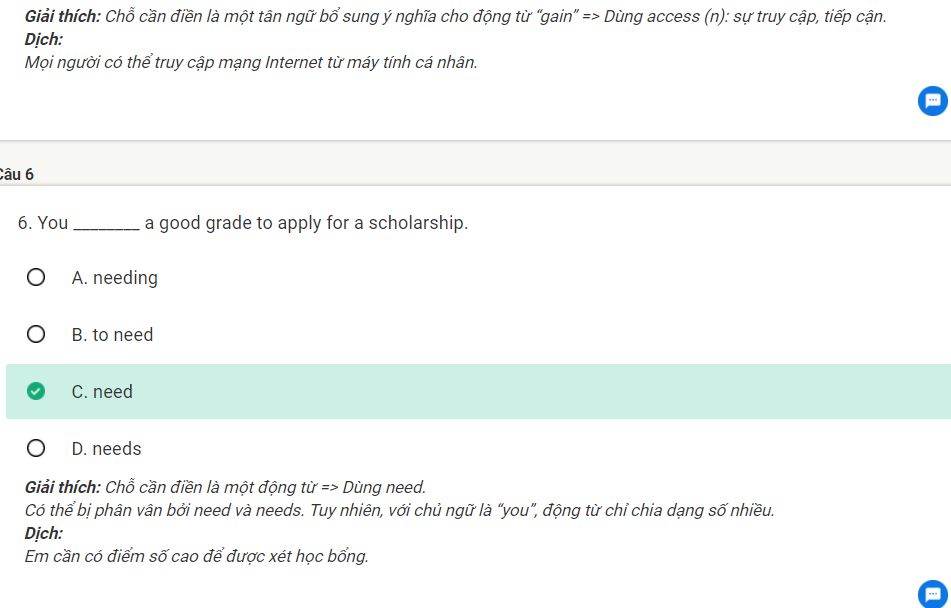 Giải thích: Chỗ cần điền là một tân ngữ bổ sung ý nghĩa cho động từ “gain” => Dùng access (n): sự truy cập, tiếp cận.
Dịch:
Mọi người có thể truy cập mạng Internet từ máy tính cá nhân.
Câu 6
6. You ________ a good grade to apply for a scholarship.
A. needing
B. to need
C. need
D. needs
Giải thích: Chỗ cần điền là một động từ => Dùng need.
Có thể bị phân vân bởi need và needs. Tuy nhiên, với chủ ngữ là “you”, động từ chỉ chia dạng số nhiều.
Dịch:
Em cần có điểm số cao để được xét học bổng.